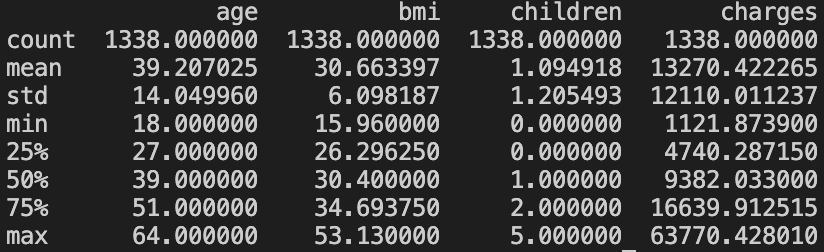 age bmi children charges
count 1338.000000 1338.000000 1338.000000 1338.000000
mean 39.207025 30.663397 1.094918 13270.422265
std 14.049960 6.098187 1.205493 12110.011237
min 18.000000 15.960000 0.000000 1121.873900
25% 27.000000 26.296250 0.000000 4740.287150
50% 39.000000 30.400000 1.000000 9382.033000
75% 51.000000 34.693750 2.000000 16639.912515
max 64.000000 53.130000 5.000000 63770.428010